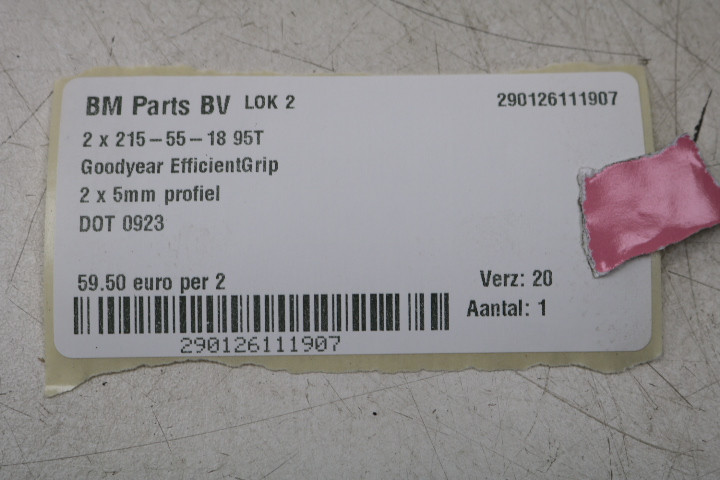 BM Parts BV LOK 2 290126111907
2 x 215-55-18 95T
Goodyear EfficientGrip
2 x 5mm profiel
DOT 0923
59.50 euro per 2 Verz: 20
Aantal: 1
290126111907